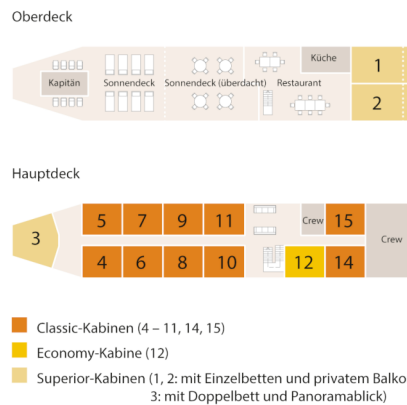 Oberdeck
Kapitän
Sonnendeck
Sonnendeck (überdacht)
Restaurant
Küche
1
2
Hauptdeck
3
5 7 9 11 Crew 15
Crew
4 6 8 10 12 14
Classic-Kabinen (4 – 11, 14, 15)
Economy-Kabine (12)
Superior-Kabinen (1, 2: mit Einzelbetten und privatem Balko
3: mit Doppelbett und Panoramablick)